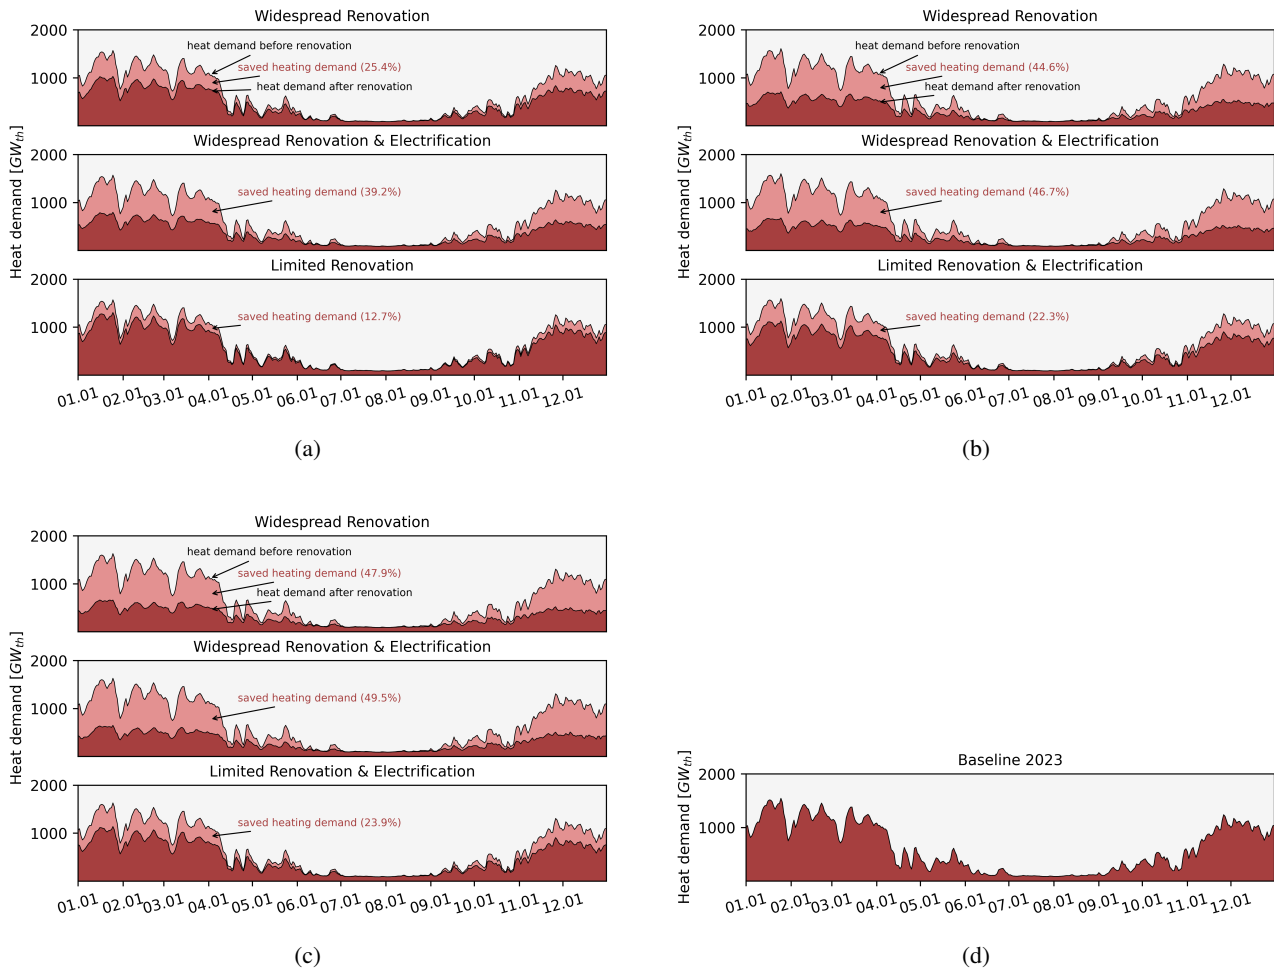 Widespread Renovation
2000
1000
heat demand before renovation
saved heating demand (25.4%)
heat demand after renovation
Widespread Renovation & Electrification
2000
1000
saved heating demand (39.2%)
Heat demand [GW_th]
Limited Renovation
2000
1000
saved heating demand (12.7%)
01.01 02.01 03.01 04.01 05.01 06.01 07.01 08.01 09.01 10.01 11.01 12.01
(a)
Widespread Renovation
2000
1000
heat demand before renovation
saved heating demand (44.6%)
heat demand after renovation
Widespread Renovation & Electrification
2000
1000
saved heating demand (46.7%)
Heat demand [GW_th]
Limited Renovation & Electrification
2000
1000
saved heating demand (22.3%)
01.01 02.01 03.01 04.01 05.01 06.01 07.01 08.01 09.01 10.01 11.01 12.01
(b)
Widespread Renovation
2000
1000
heat demand before renovation
saved heating demand (47.9%)
heat demand after renovation
Widespread Renovation & Electrification
2000
1000
saved heating demand (49.5%)
Heat demand [GW_th]
Limited Renovation & Electrification
2000
1000
saved heating demand (23.9%)
01.01 02.01 03.01 04.01 05.01 06.01 07.01 08.01 09.01 10.01 11.01 12.01
(c)
Baseline 2023
2000
1000
Heat demand [GW_th]
01.01 02.01 03.01 04.01 05.01 06.01 07.01 08.01 09.01 10.01 11.01 12.01
(d)